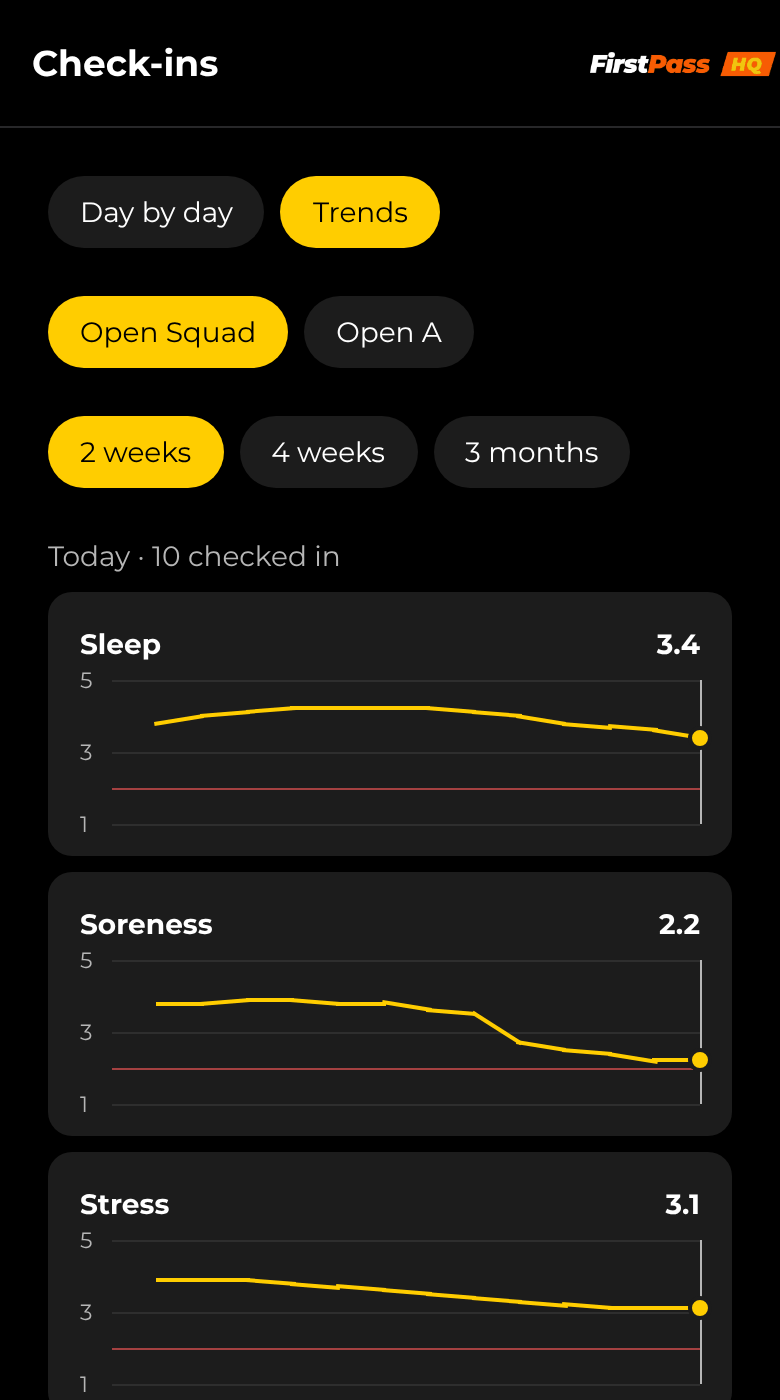 Check-ins FirstPass HQ
Day by day Trends
Open Squad Open A
2 weeks 4 weeks 3 months
Today · 10 checked in
Sleep 3.4
5
3
1
Soreness 2.2
5
3
1
Stress 3.1
5
3
1